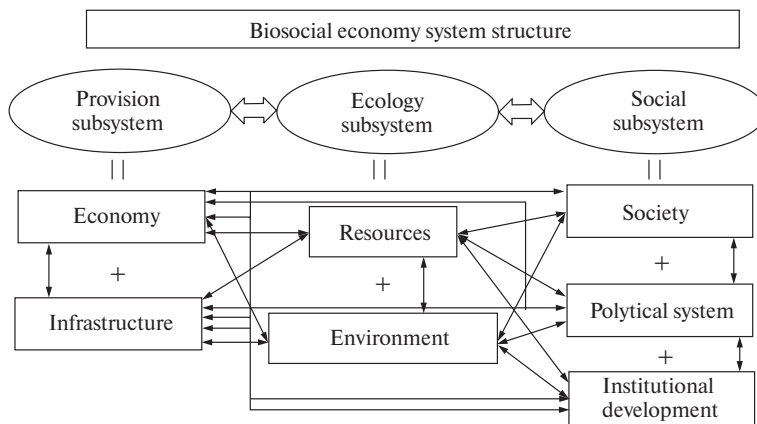 Biosocial economy system structure
Provision
subsystem
Ecology
subsystem
Social
subsystem
Economy
Resources
Society
+
+
+
Infrastructure
Environment
Polytical system
+
Institutional
development